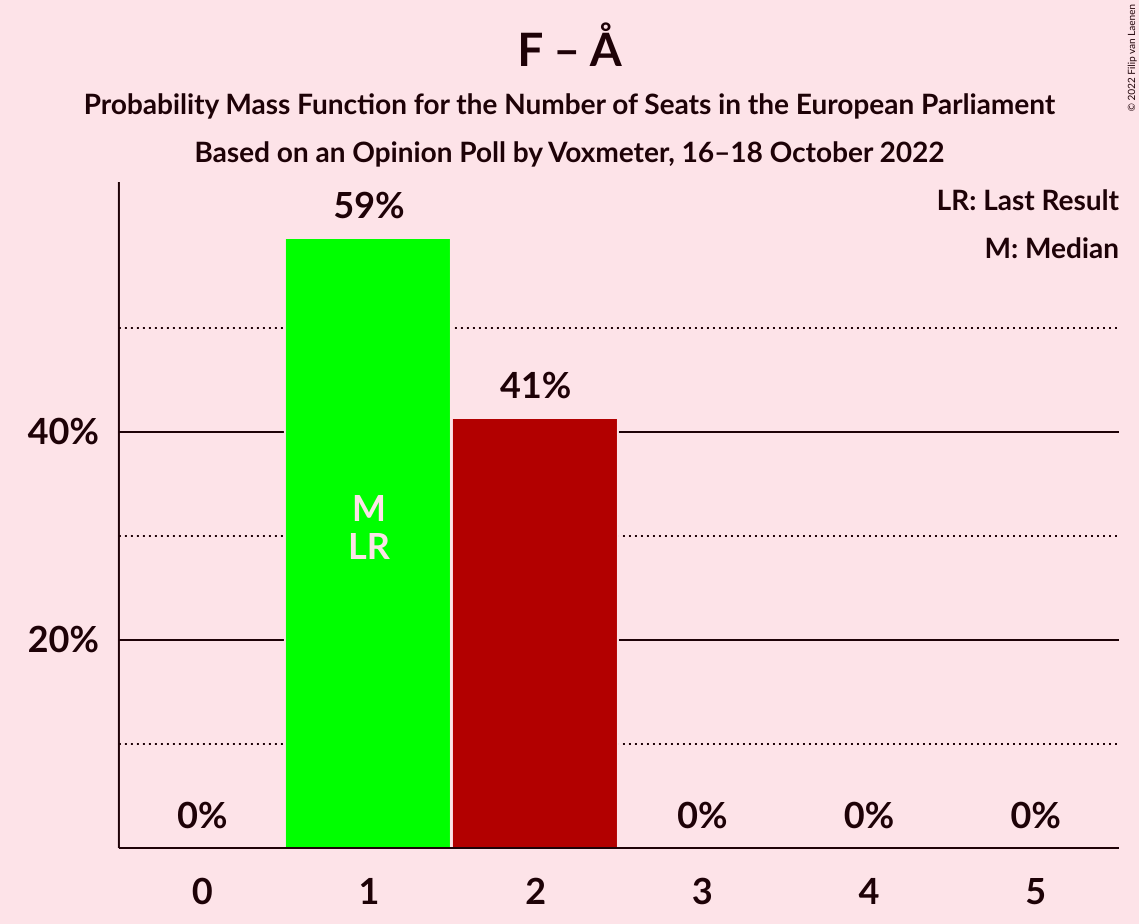 F – Å
Probability Mass Function for the Number of Seats in the European Parliament
Based on an Opinion Poll by Voxmeter, 16–18 October 2022
© 2022 Filip van Laenen
LR: Last Result
M: Median
59%
41%
40%
20%
M
LR
0%
0%
0%
0%
0
1
2
3
4
5